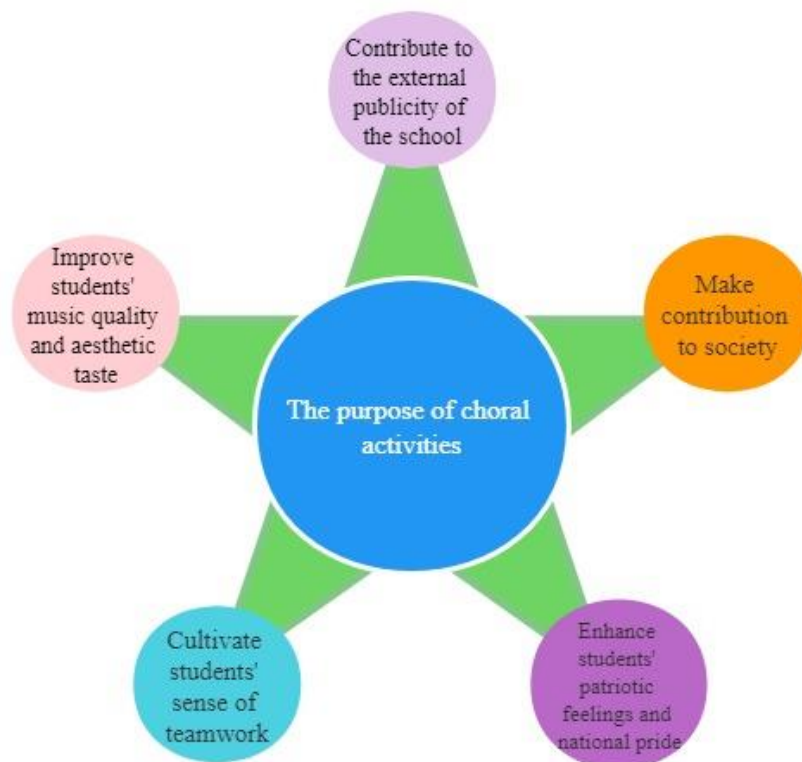 Contribute to
the external
publicity of
the school
Improve
students'
music quality
and aesthetic
taste
Make
contribution
to society
The purpose of choral
activities
Cultivate
students'
sense of
teamwork
Enhance
students'
patriotic
feelings and
national pride